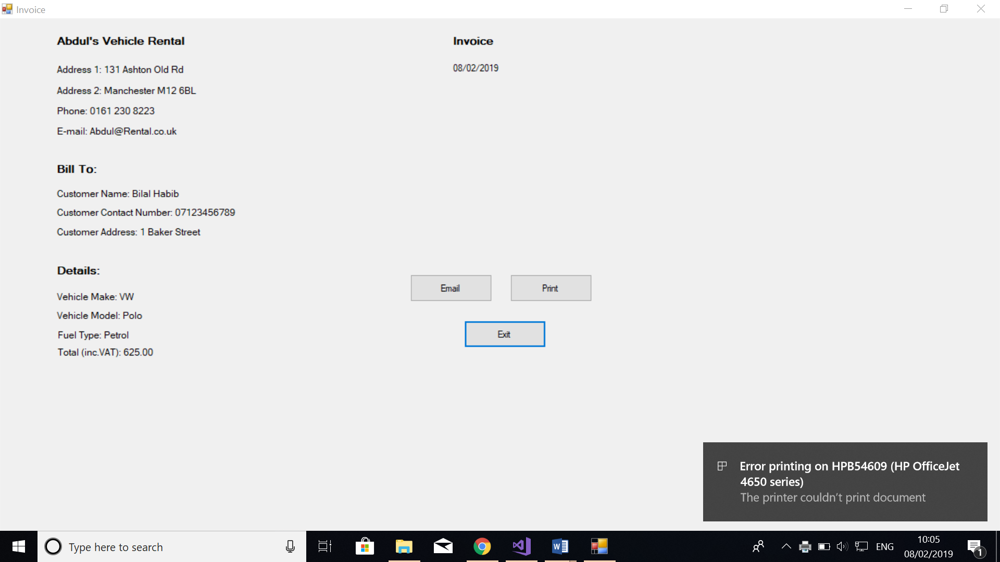 Invoice
Abdul's Vehicle Rental
Address 1: 131 Ashton Old Rd
Address 2: Manchester M12 6BL
Phone: 0161 230 8223
E-mail: Abdul@Rental.co.uk
Invoice
08/02/2019
Bill To:
Customer Name: Bilal Habib
Customer Contact Number: 07123456789
Customer Address: 1 Baker Street
Details:
Vehicle Make: VW
Vehicle Model: Polo
Fuel Type: Petrol
Total (inc.VAT): 625.00
Email
Print
Exit
Error printing on HPB54609 (HP OfficeJet
4650 series)
The printer couldn't print document
Type here to search
W
ENG
10:05
08/02/2019
1